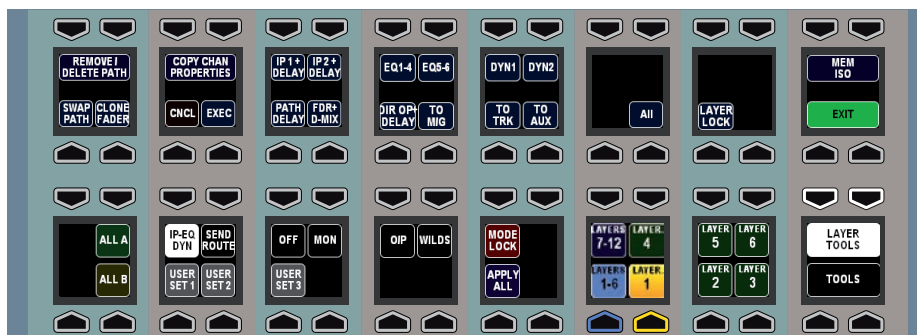 REMOVE /
DELETE PATH
SWAP
PATH
CLONE
FADER
COPY CHAN
PROPERTIES
CNCL
EXEC
IP 1 +
DELAY
IP 2 +
DELAY
PATH
DELAY
FDR+
D-MIX
EQ1-4
EQ5-6
DIR OP+
DELAY
TO
MIG
DYN1
DYN2
TO
TRK
TO
AUX
All
LAYER
LOCK
MEM
ISO
EXIT
ALL A
ALL B
IP-EQ
DYN
SEND
ROUTE
USER
SET 1
USER
SET 2
OFF
MON
USER
SET 3
O/P
WILDS
MODE
LOCK
APPLY
ALL
LAYERS
7-12
LAYER
4
LAYERS
1-6
LAYER
1
LAYER
5
LAYER
6
LAYER
2
LAYER
3
LAYER
TOOLS
TOOLS